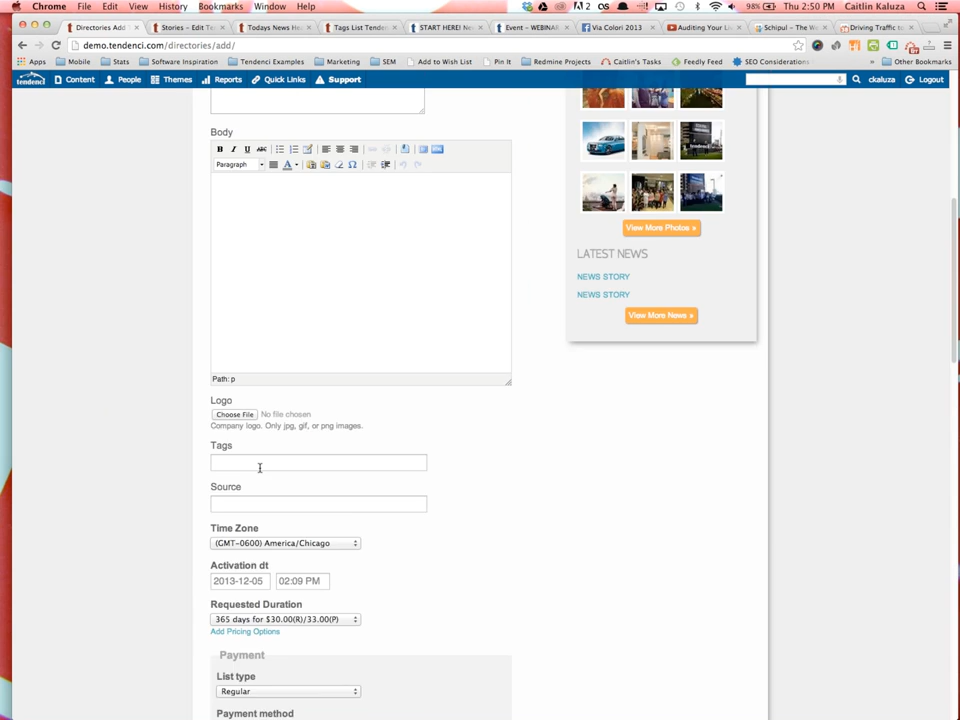 Chrome File Edit View History Bookmarks Window Help 2 98% Thu 2:50 PM Caitlin Kaluza
Directories Add Stories – Edit Te Todays News He Tags List Tenden START HERE! Ne Event – WEBINAR Via Colori 2013 Auditing Your Li Schipul – The W Driving Traffic to
demo.tendenci.com/directories/add/
Mobile Stats Software Inspiration Tendenci Examples Marketing SEM Add to Wish List Pin It Redmine Projects Caitlin's Tasks Feedly Feed SEO Considerations » Other Bookmarks
tendenci Content People Themes Reports Quick Links Support ckaluza Logout
Body
B I U ABC
Paragraph A Ω
View More Photos »
LATEST NEWS
NEWS STORY
NEWS STORY
View More News »
Path: p
Logo
Choose File No file chosen
Company logo. Only jpg, gif, or png images.
Tags
Source
Time Zone
(GMT-0600) America/Chicago
Activation dt
2013-12-05 02:09 PM
Requested Duration
365 days for $30.00(R)/33.00(P)
Add Pricing Options
Payment
List type
Regular
Payment method